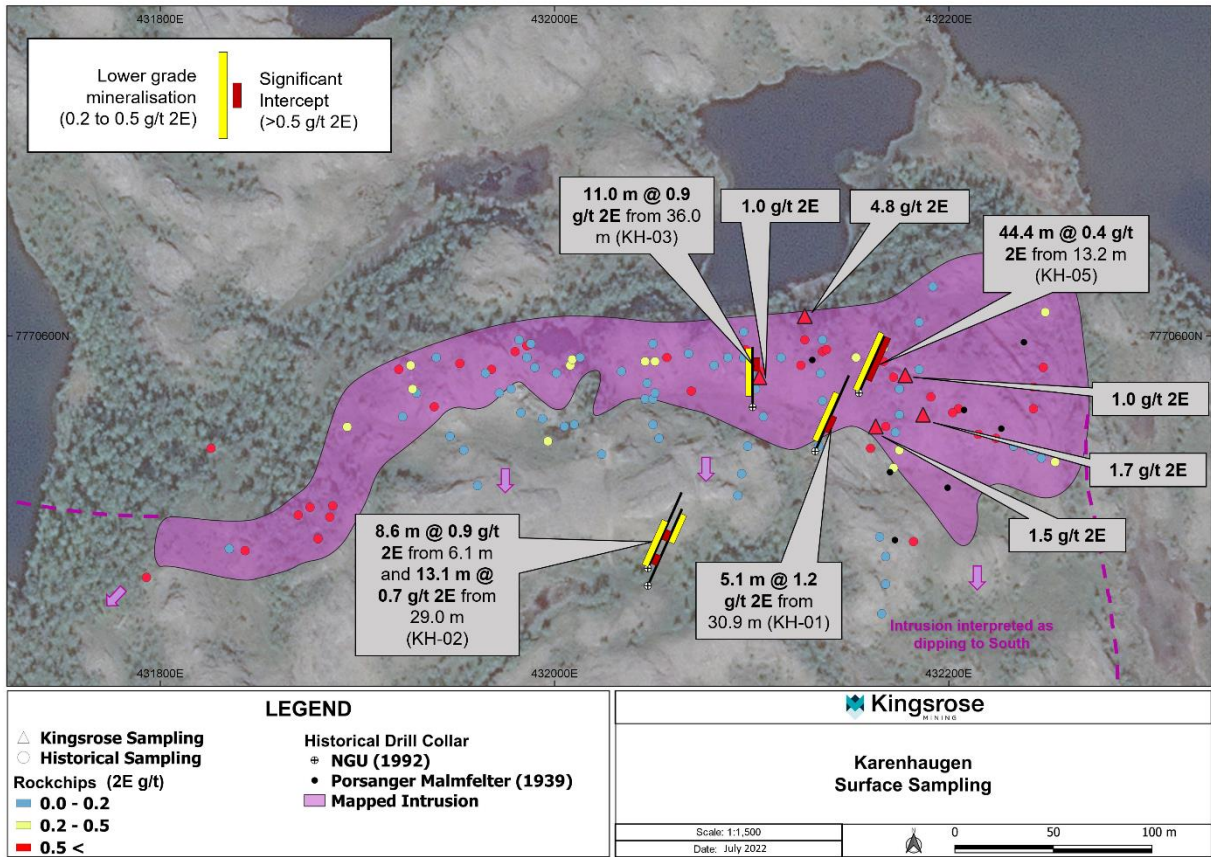 431800E
432000E
432200E
Lower grade
mineralisation
(0.2 to 0.5 g/t 2E)
Significant
Intercept
(>0.5 g/t 2E)
11.0 m @ 0.9
g/t 2E from 36.0
m (KH-03)
1.0 g/t 2E
4.8 g/t 2E
44.4 m @ 0.4 g/t
2E from 13.2 m
(KH-05)
7770600N
7770600N
1.0 g/t 2E
1.7 g/t 2E
1.5 g/t 2E
8.6 m @ 0.9 g/t
2E from 6.1 m
and 13.1 m @
0.7 g/t 2E from
29.0 m
(KH-02)
5.1 m @ 1.2
g/t 2E from
30.9 m (KH-01)
Intrusion interpreted as
dipping to South
431800E
432000E
432200E
LEGEND
Kingsrose Sampling
Historical Sampling
Rockchips (2E g/t)
0.0 - 0.2
0.2 - 0.5
0.5 <
Historical Drill Collar
NGU (1992)
Porsanger Malmfelter (1939)
Mapped Intrusion
Kingsrose
MINING
Karenhaugen
Surface Sampling
Scale: 1:1,500
Date: July 2022
N
0 50 100 m